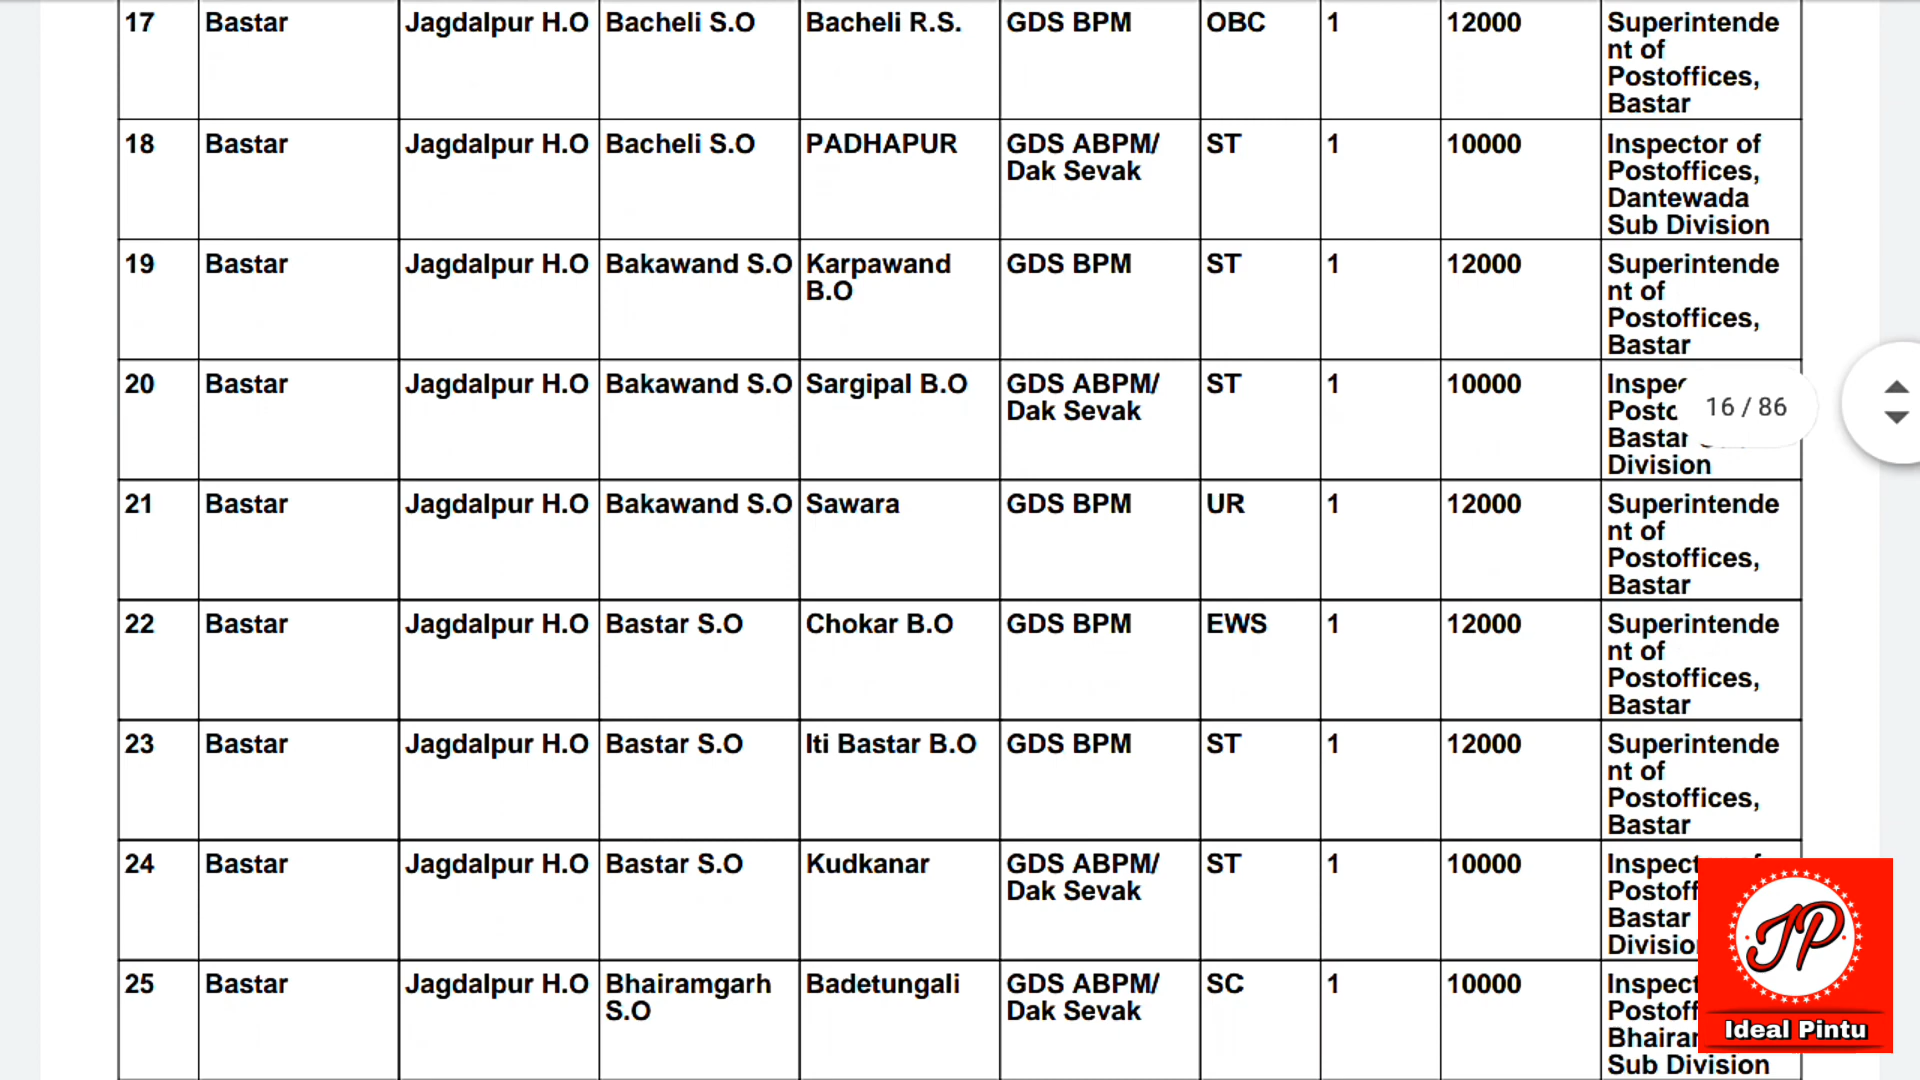 17 Bastar Jagdalpur H.O Bacheli S.O Bacheli R.S. GDS BPM OBC 1 12000 Superintende
nt of
Postoffices,
Bastar
18 Bastar Jagdalpur H.O Bacheli S.O PADHAPUR GDS ABPM/ ST 1 10000 Inspector of
Dak Sevak Postoffices,
Dantewada
Sub Division
19 Bastar Jagdalpur H.O Bakawand S.O Karpawand GDS BPM ST 1 12000 Superintende
B.O nt of
Postoffices,
Bastar
20 Bastar Jagdalpur H.O Bakawand S.O Sargipal B.O GDS ABPM/ ST 1 10000
Dak Sevak 16 / 86
Bastar
Division
21 Bastar Jagdalpur H.O Bakawand S.O Sawara GDS BPM UR 1 12000 Superintende
nt of
Postoffices,
Bastar
22 Bastar Jagdalpur H.O Bastar S.O Chokar B.O GDS BPM EWS 1 12000 Superintende
nt of
Postoffices,
Bastar
23 Bastar Jagdalpur H.O Bastar S.O Iti Bastar B.O GDS BPM ST 1 12000 Superintende
nt of
Postoffices,
Bastar
24 Bastar Jagdalpur H.O Bastar S.O Kudkanar GDS ABPM/ ST 1 10000
Dak Sevak
Bastar
25 Bastar Jagdalpur H.O Bhairamgarh Badetungali GDS ABPM/ SC 1 10000
S.O Dak Sevak
Sub Division
JP
Ideal Pintu